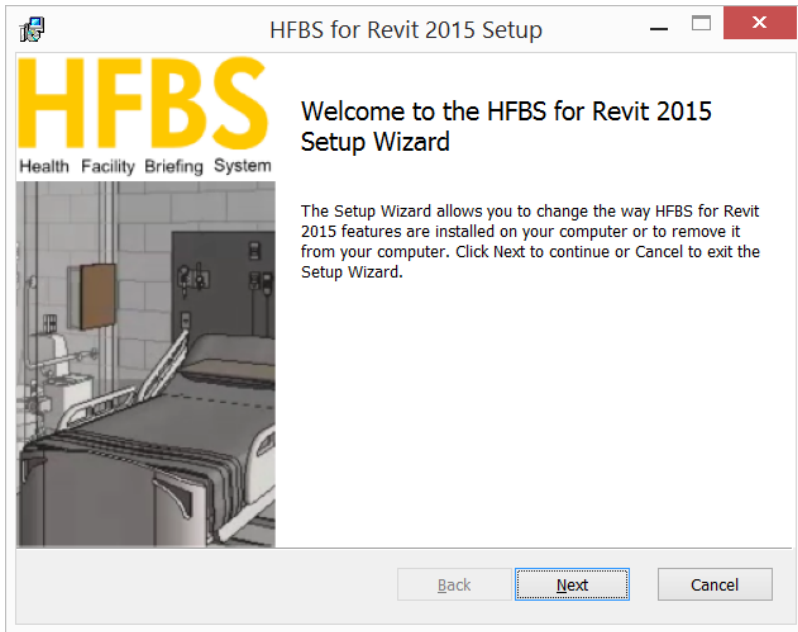 HFBS for Revit 2015 Setup
HFBS
Health Facility Briefing System
Welcome to the HFBS for Revit 2015
Setup Wizard
The Setup Wizard allows you to change the way HFBS for Revit
2015 features are installed on your computer or to remove it
from your computer. Click Next to continue or Cancel to exit the
Setup Wizard.
Back Next Cancel